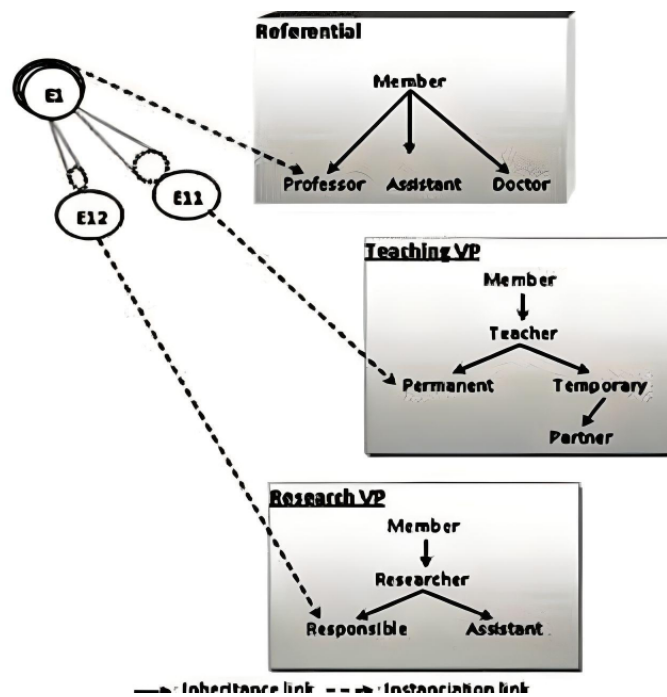 Referential
E1
Member
Professor Assistant Doctor
E11
E12
Teaching VP
Member
Teacher
Permanent Temporary
Partner
Research VP
Member
Researcher
Responsible Assistant
: Inheritance link : Instanciation link